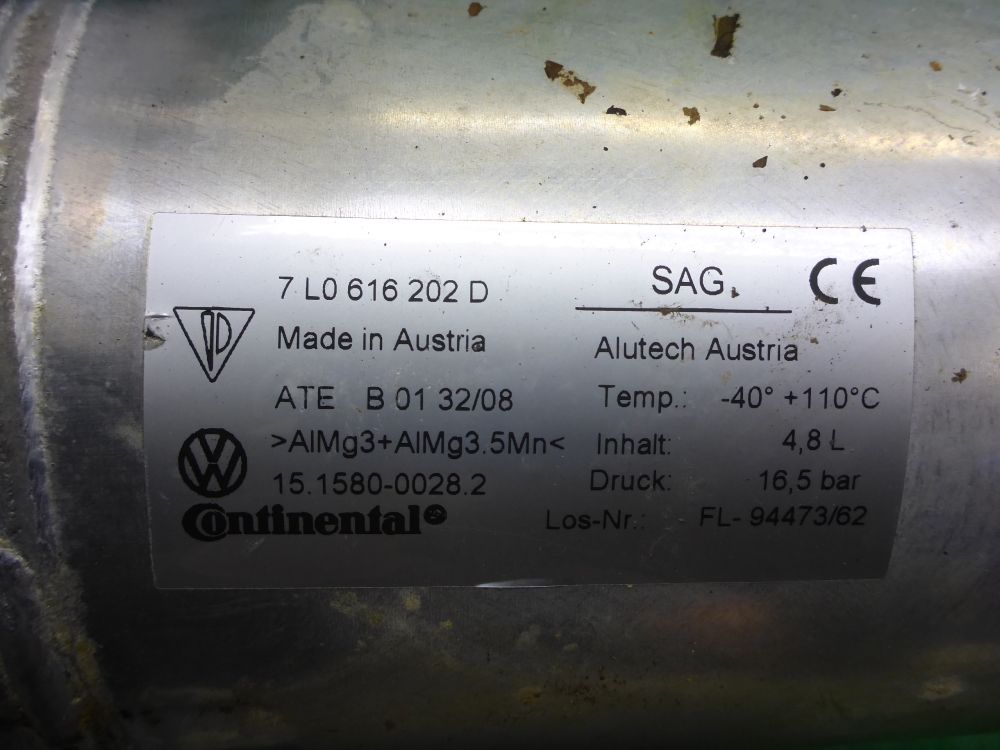 7 L0 616 202 D
Made in Austria
ATE B 01 32/08
>AlMg3+AlMg3.5Mn<
15.1580-0028.2
Continental
SAG CE
Alutech Austria
Temp.: -40° +110°C
Inhalt: 4,8 L
Druck: 16,5 bar
Los-Nr.: FL- 94473/62